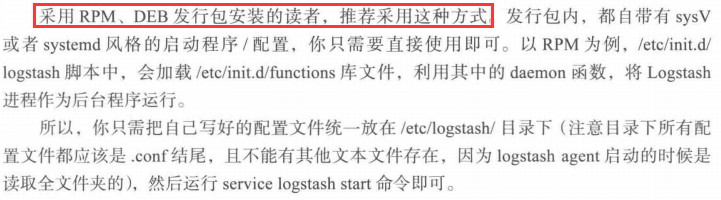 采用 RPM、DEB 发行包安装的读者，推荐采用这种方式。发行包内，都自带有 sysV
或者 systemd 风格的启动程序 / 配置，你只需要直接使用即可。以 RPM 为例，/etc/init.d/
logstash 脚本中，会加载 /etc/init.d/functions 库文件，利用其中的 daemon 函数，将 Logstash
进程作为后台程序运行。
所以，你只需把自己写好的配置文件统一放在 /etc/logstash/ 目录下（注意目录下所有配
置文件都应该是 .conf 结尾，且不能有其他文本文件存在，因为 logstash agent 启动的时候是
读取全文件夹的），然后运行 service logstash start 命令即可。